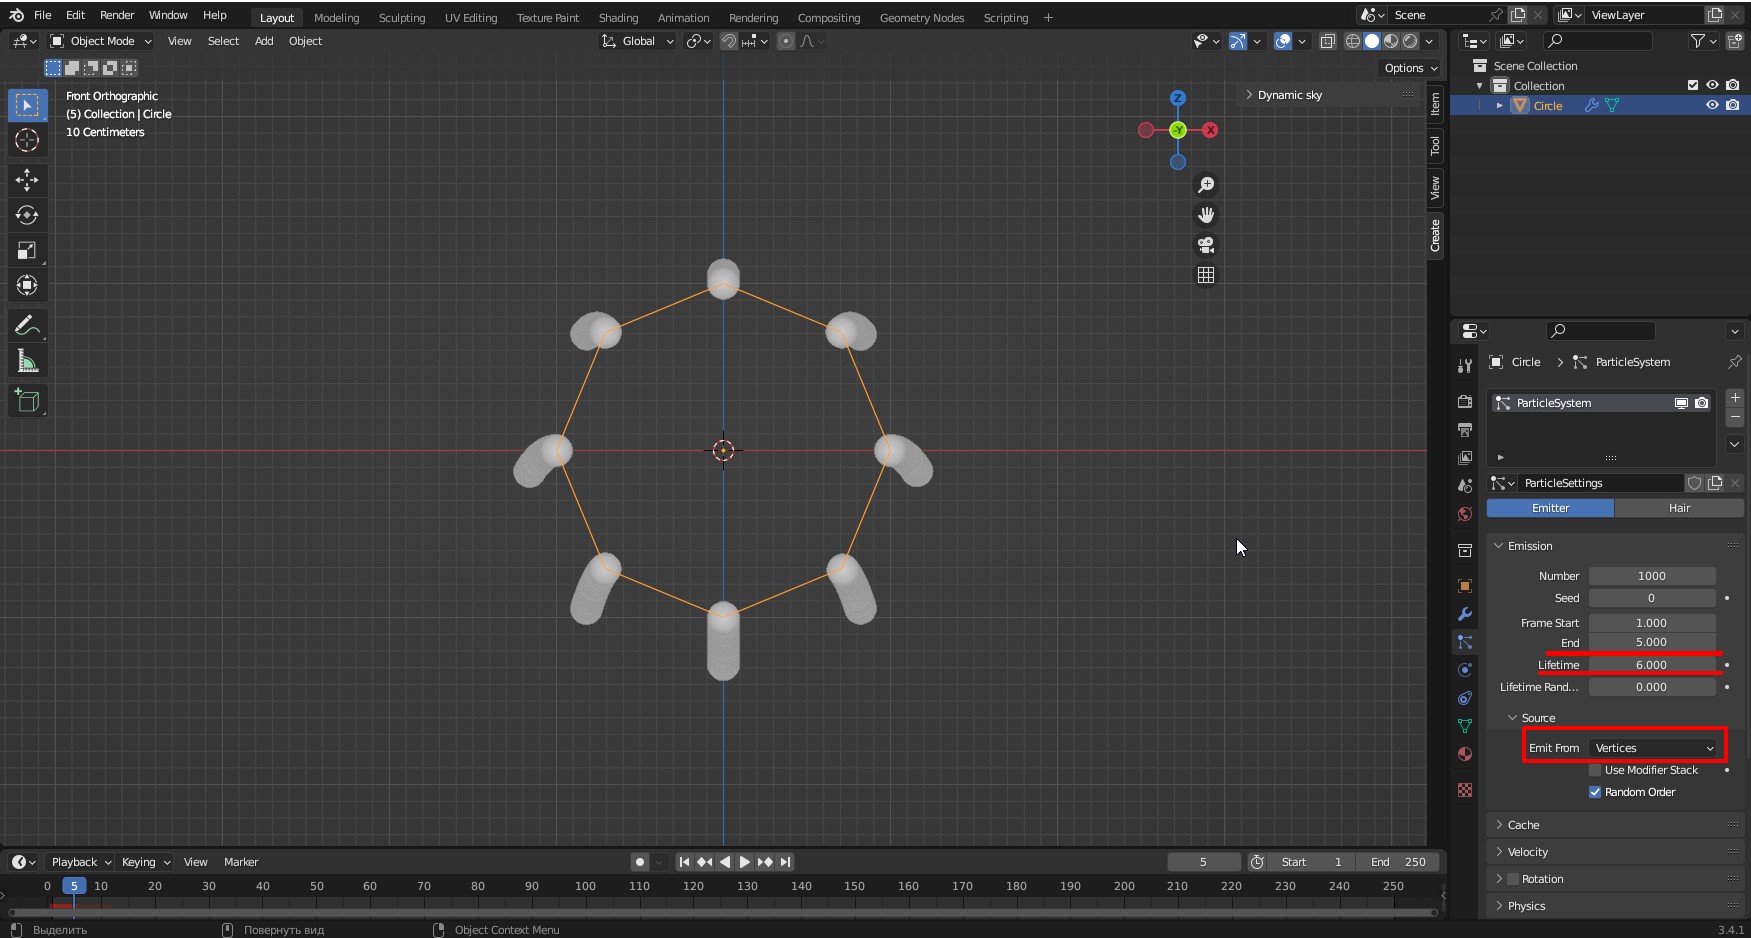 File Edit Render Window Help Layout Modeling Sculpting UV Editing Texture Paint Shading Animation Rendering Compositing Geometry Nodes Scripting + Scene ViewLayer
Object Mode View Select Add Object Global
Options
Front Orthographic
(5) Collection | Circle
10 Centimeters
Z
Y
X
Dynamic sky
Item
Tool
View
Create
Scene Collection
Collection
Circle
Circle > ParticleSystem
ParticleSystem
ParticleSettings
Emitter Hair
Emission
Number 1000
Seed 0
Frame Start 1.000
End 5.000
Lifetime 6.000
Lifetime Rand... 0.000
Source
Emit From Vertices
Use Modifier Stack
Random Order
Cache
Velocity
Rotation
Physics
Playback Keying View Marker 5 Start 1 End 250
0 5 10 20 30 40 50 60 70 80 90 100 110 120 130 140 150 160 170 180 190 200 210 220 230 240 250
Выделить Повернуть вид Object Context Menu 3.4.1